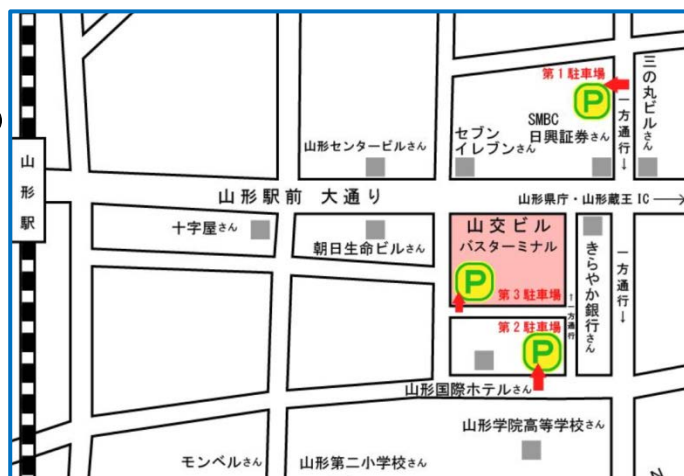 第1駐車場
P
三の丸ビルさん
一方通行↓
SMBC
日興証券さん
セブン
イレブンさん
山形センタービルさん
山形駅
山形駅前 大通り
山形県庁・山形蔵王IC→
十字屋さん
朝日生命ビルさん
山交ビル
バスターミナル
P
第3駐車場
きらやか銀行さん
一方通行↓
↑一方通行
第2駐車場
P
山形国際ホテルさん
山形学院高等学校さん
モンベルさん
山形第二小学校さん